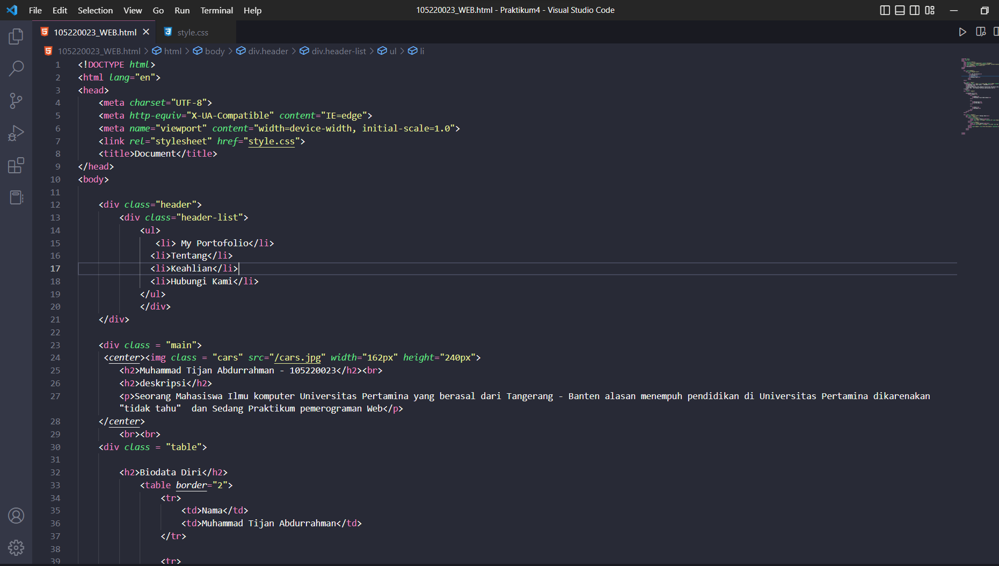 File Edit Selection View Go Run Terminal Help
105220023_WEB.html - Praktikum4 - Visual Studio Code
105220023_WEB.html
style.css
105220023_WEB.html > html > body > div.header > div.header-list > ul > li
1 <!DOCTYPE html>
2 <html lang="en">
3 <head>
4 <meta charset="UTF-8">
5 <meta http-equiv="X-UA-Compatible" content="IE=edge">
6 <meta name="viewport" content="width=device-width, initial-scale=1.0">
7 <link rel="stylesheet" href="style.css">
8 <title>Document</title>
9 </head>
10 <body>
11
12 <div class="header">
13 <div class="header-list">
14 <ul>
15 <li> My Portofolio</li>
16 <li>Tentang</li>
17 <li>Keahlian</li>
18 <li>Hubungi Kami</li>
19 </ul>
20 </div>
21 </div>
22
23 <div class = "main">
24 <center><img class = "cars" src="/cars.jpg" width="162px" height="240px">
25 <h2>Muhammad Tijan Abdurrahman - 105220023</h2><br>
26 <h2>deskripsi</h2>
27 <p>Seorang Mahasiswa Ilmu komputer Universitas Pertamina yang berasal dari Tangerang - Banten alasan menempuh pendidikan di Universitas Pertamina dikarenakan
"tidak tahu"  dan Sedang Praktikum pemerograman Web</p>
28 </center>
29 <br><br>
30 <div class = "table">
31
32 <h2>Biodata Diri</h2>
33 <table border="2">
34 <tr>
35 <td>Nama</td>
36 <td>Muhammad Tijan Abdurrahman</td>
37 </tr>
38
39 <tr>